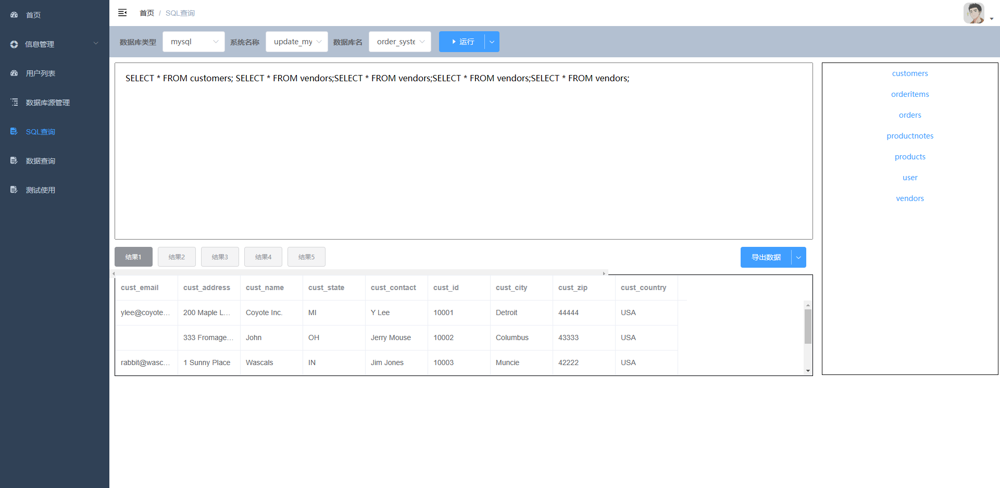 首页
信息管理
用户列表
数据库源管理
SQL查询
数据查询
测试使用
首页 / SQL查询
数据库类型 mysql 系统名称 update_my 数据库名 order_syste 运行
SELECT * FROM customers; SELECT * FROM vendors;SELECT * FROM vendors;SELECT * FROM vendors;SELECT * FROM vendors;
customers
orderitems
orders
productnotes
products
user
vendors
结果1 结果2 结果3 结果4 结果5 导出数据
cust_email cust_address cust_name cust_state cust_contact cust_id cust_city cust_zip cust_country
ylee@coyote... 200 Maple L... Coyote Inc. MI Y Lee 10001 Detroit 44444 USA
333 Fromage... John OH Jerry Mouse 10002 Columbus 43333 USA
rabbit@wasc... 1 Sunny Place Wascals IN Jim Jones 10003 Muncie 42222 USA